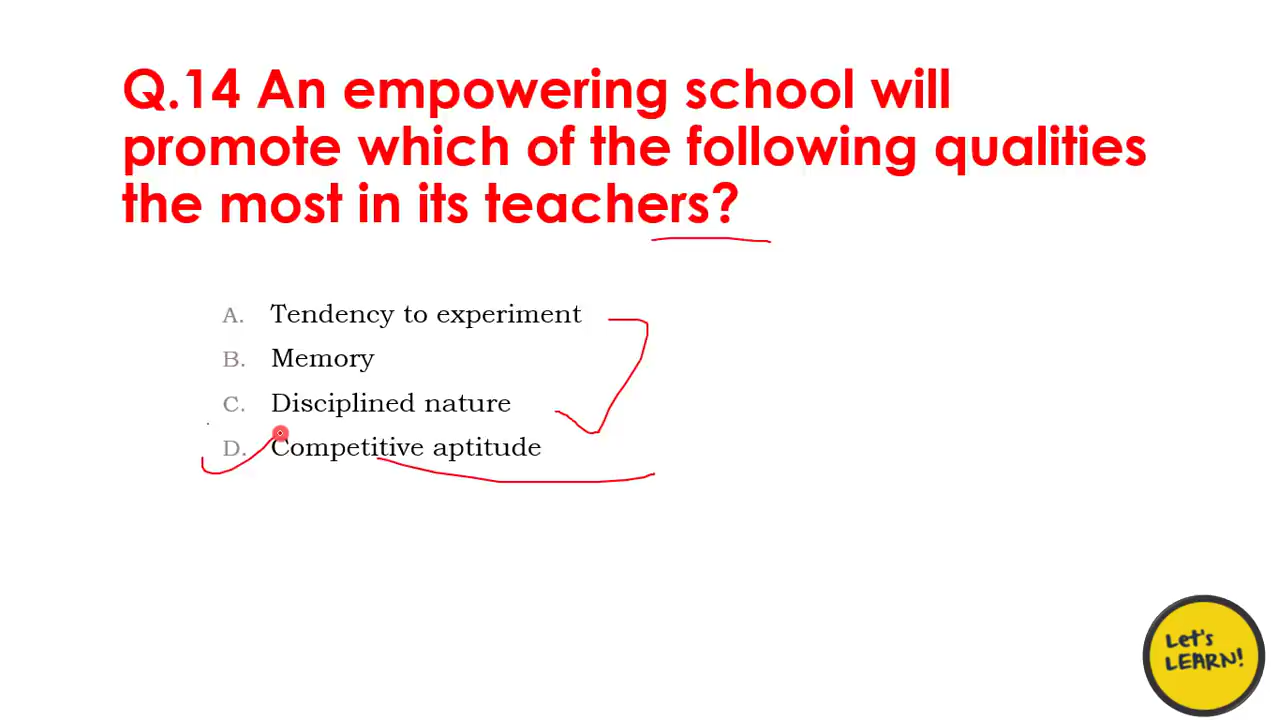 Q.14 An empowering school will
promote which of the following qualities
the most in its teachers?
A. Tendency to experiment
B. Memory
C. Disciplined nature
D. Competitive aptitude
Let's
LEARN!